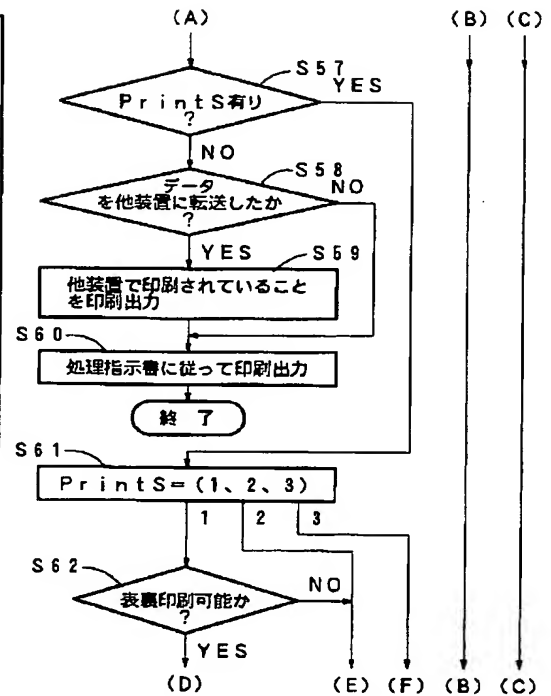 (A)
(B) (C)
S57
PrintS有り
?
YES
NO
S58
データ
を他装置に転送したか
?
NO
YES
S59
他装置で印刷されていること
を印刷出力
S60
処理指示書に従って印刷出力
終 了
S61
PrintS=(1、2、3)
1 2 3
S62
表裏印刷可能か
?
NO
YES
(D) (E) (F) (B) (C)